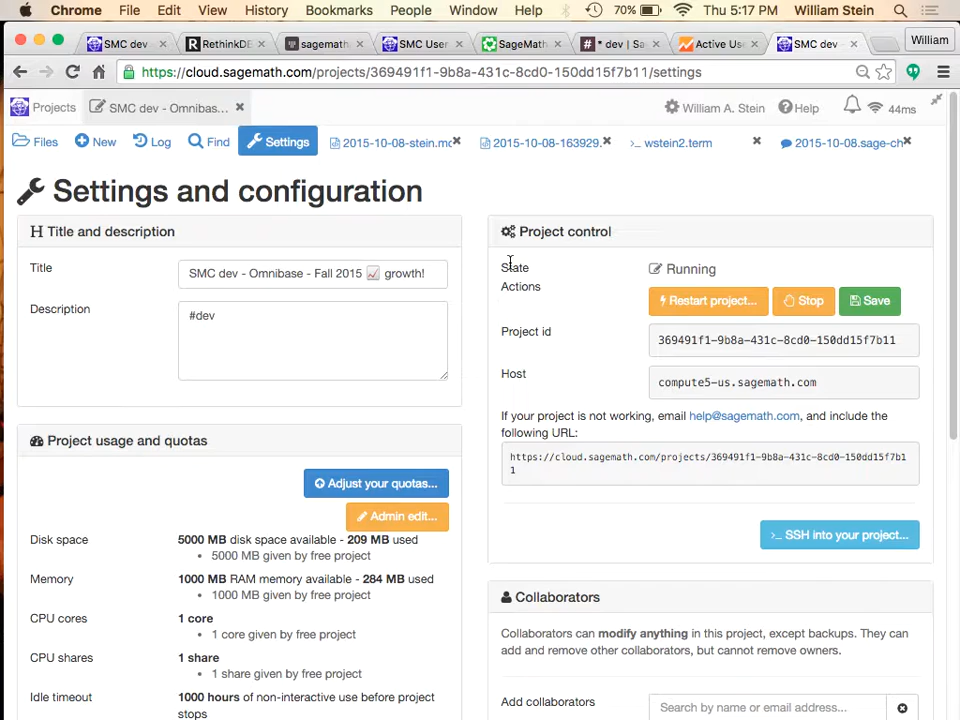 Chrome File Edit View History Bookmarks People Window Help 70% Thu 5:17 PM William Stein
SMC dev RethinkDB sagemath SMC User SageMath * dev | Sa Active Use SMC dev William
https://cloud.sagemath.com/projects/369491f1-9b8a-431c-8cd0-150dd15f7b11/settings
Projects SMC dev - Omnibas... William A. Stein Help 44ms
Files New Log Find Settings 2015-10-08-stein.mc 2015-10-08-163929. >_ wstein2.term 2015-10-08.sage-ch
Settings and configuration
H Title and description
Title SMC dev - Omnibase - Fall 2015 📈 growth!
Description #dev
Project usage and quotas
Adjust your quotas...
Admin edit...
Disk space 5000 MB disk space available - 209 MB used
• 5000 MB given by free project
Memory 1000 MB RAM memory available - 284 MB used
• 1000 MB given by free project
CPU cores 1 core
• 1 core given by free project
CPU shares 1 share
• 1 share given by free project
Idle timeout 1000 hours of non-interactive use before project
stops
Project control
State Running
Actions Restart project... Stop Save
Project id 369491f1-9b8a-431c-8cd0-150dd15f7b11
Host compute5-us.sagemath.com
If your project is not working, email help@sagemath.com, and include the
following URL:
https://cloud.sagemath.com/projects/369491f1-9b8a-431c-8cd0-150dd15f7b1
1
>_ SSH into your project...
Collaborators
Collaborators can modify anything in this project, except backups. They can
add and remove other collaborators, but cannot remove owners.
Add collaborators Search by name or email address...